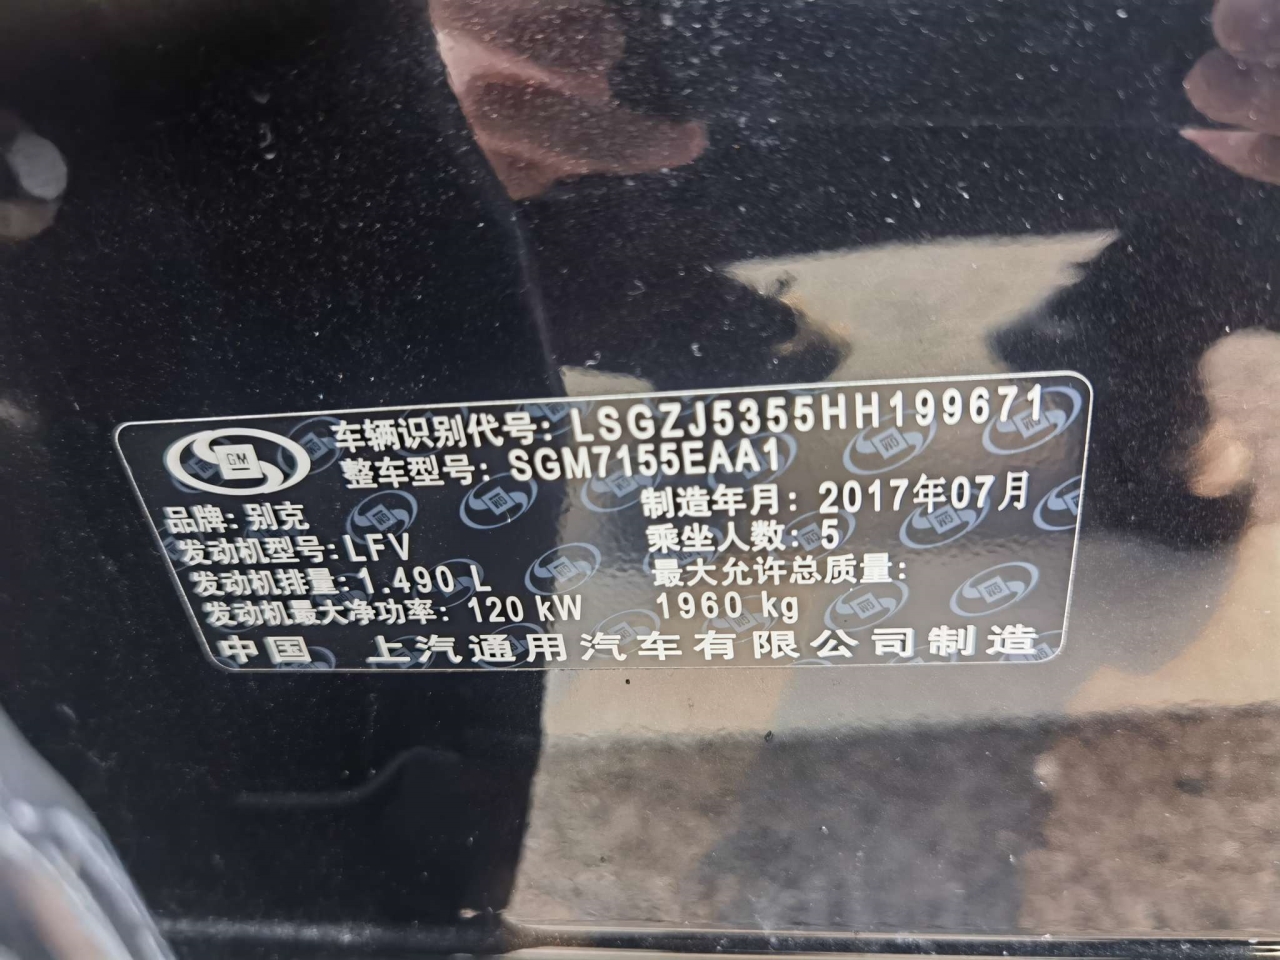 GM
车辆识别代号: LSGZJ5355HH199671
整车型号: SGM7155EAA1
品牌: 别克
制造年月: 2017年07月
发动机型号: LFV
乘坐人数: 5
发动机排量: 1.490 L
最大允许总质量:
1960 kg
发动机最大净功率: 120 kW
中国 上汽通用汽车有限公司制造